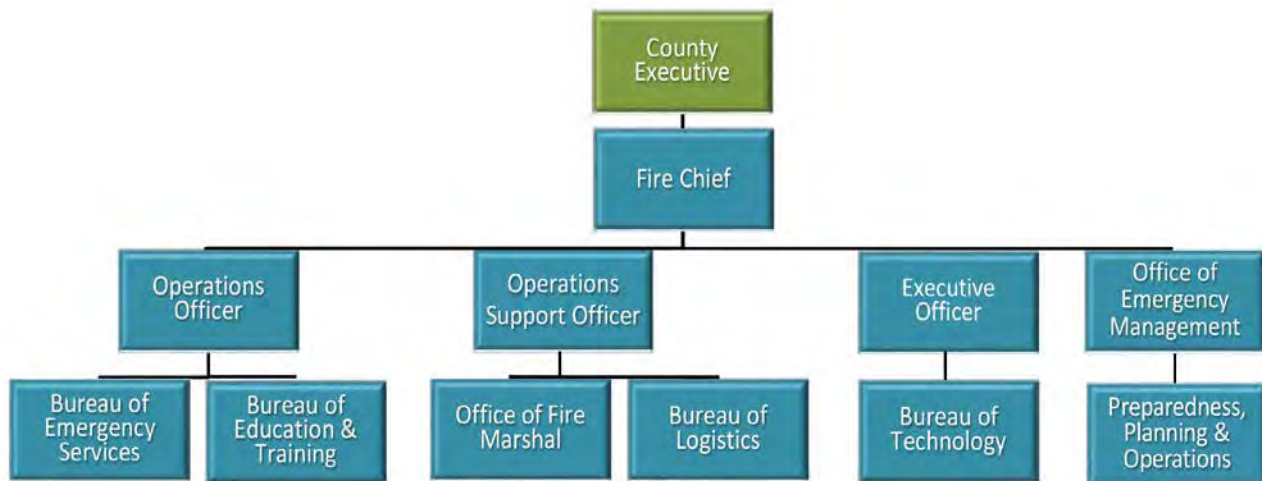 County
Executive
Fire Chief
Operations
Officer
Operations
Support Officer
Executive
Officer
Office of
Emergency
Management
Bureau of
Emergency
Services
Bureau of
Education &
Training
Office of Fire
Marshal
Bureau of
Logistics
Bureau of
Technology
Preparedness,
Planning &
Operations